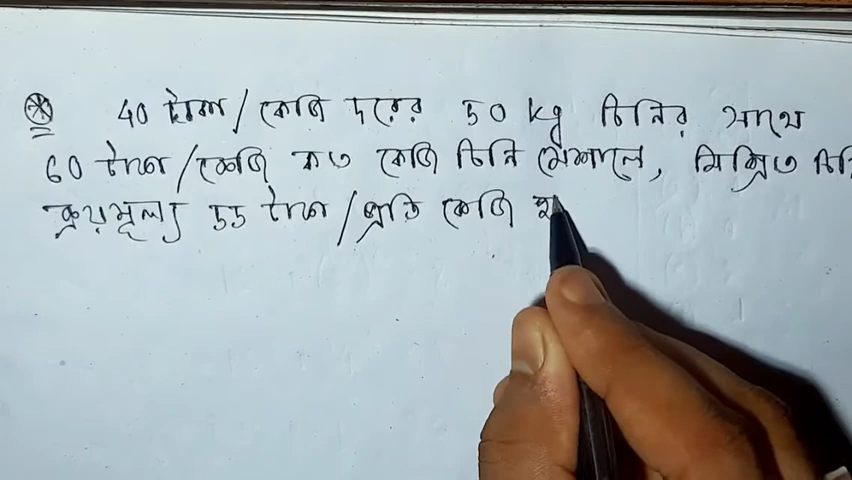 40 টাকা/কেজি দরের 50 kg চিনির সাথে
60 টাকা/কেজি কত কেজি চিনি মেশালে, মিশ্রিত
ক্রয়মূল্য 55 টাকা/প্রতি কেজি